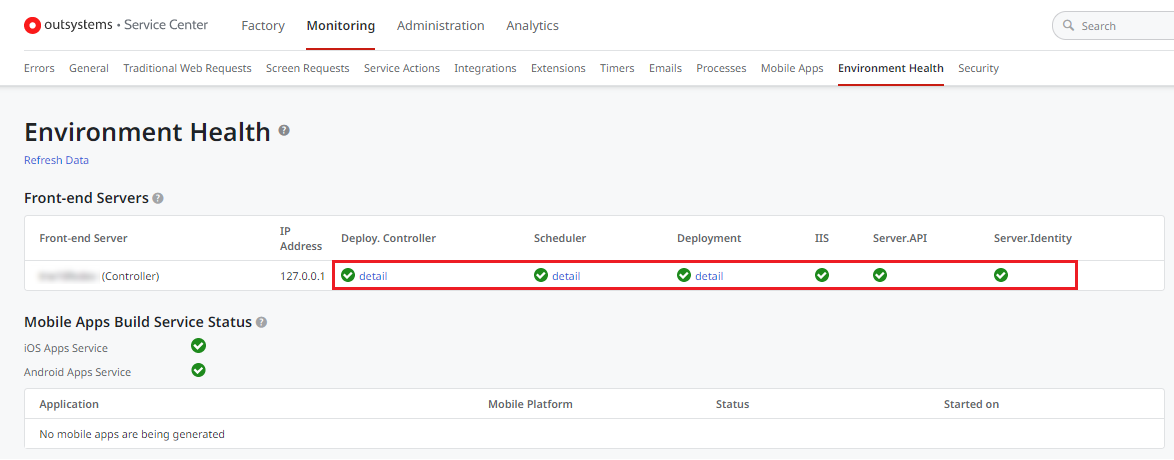 outsystems • Service Center Factory Monitoring Administration Analytics Search
Errors General Traditional Web Requests Screen Requests Service Actions Integrations Extensions Timers Emails Processes Mobile Apps Environment Health Security
Environment Health ?
Refresh Data
Front-end Servers ?
Front-end Server IP Address Deploy. Controller Scheduler Deployment IIS Server.API Server.Identity
(Controller) 127.0.0.1 detail detail detail
Mobile Apps Build Service Status ?
iOS Apps Service
Android Apps Service
Application Mobile Platform Status Started on
No mobile apps are being generated